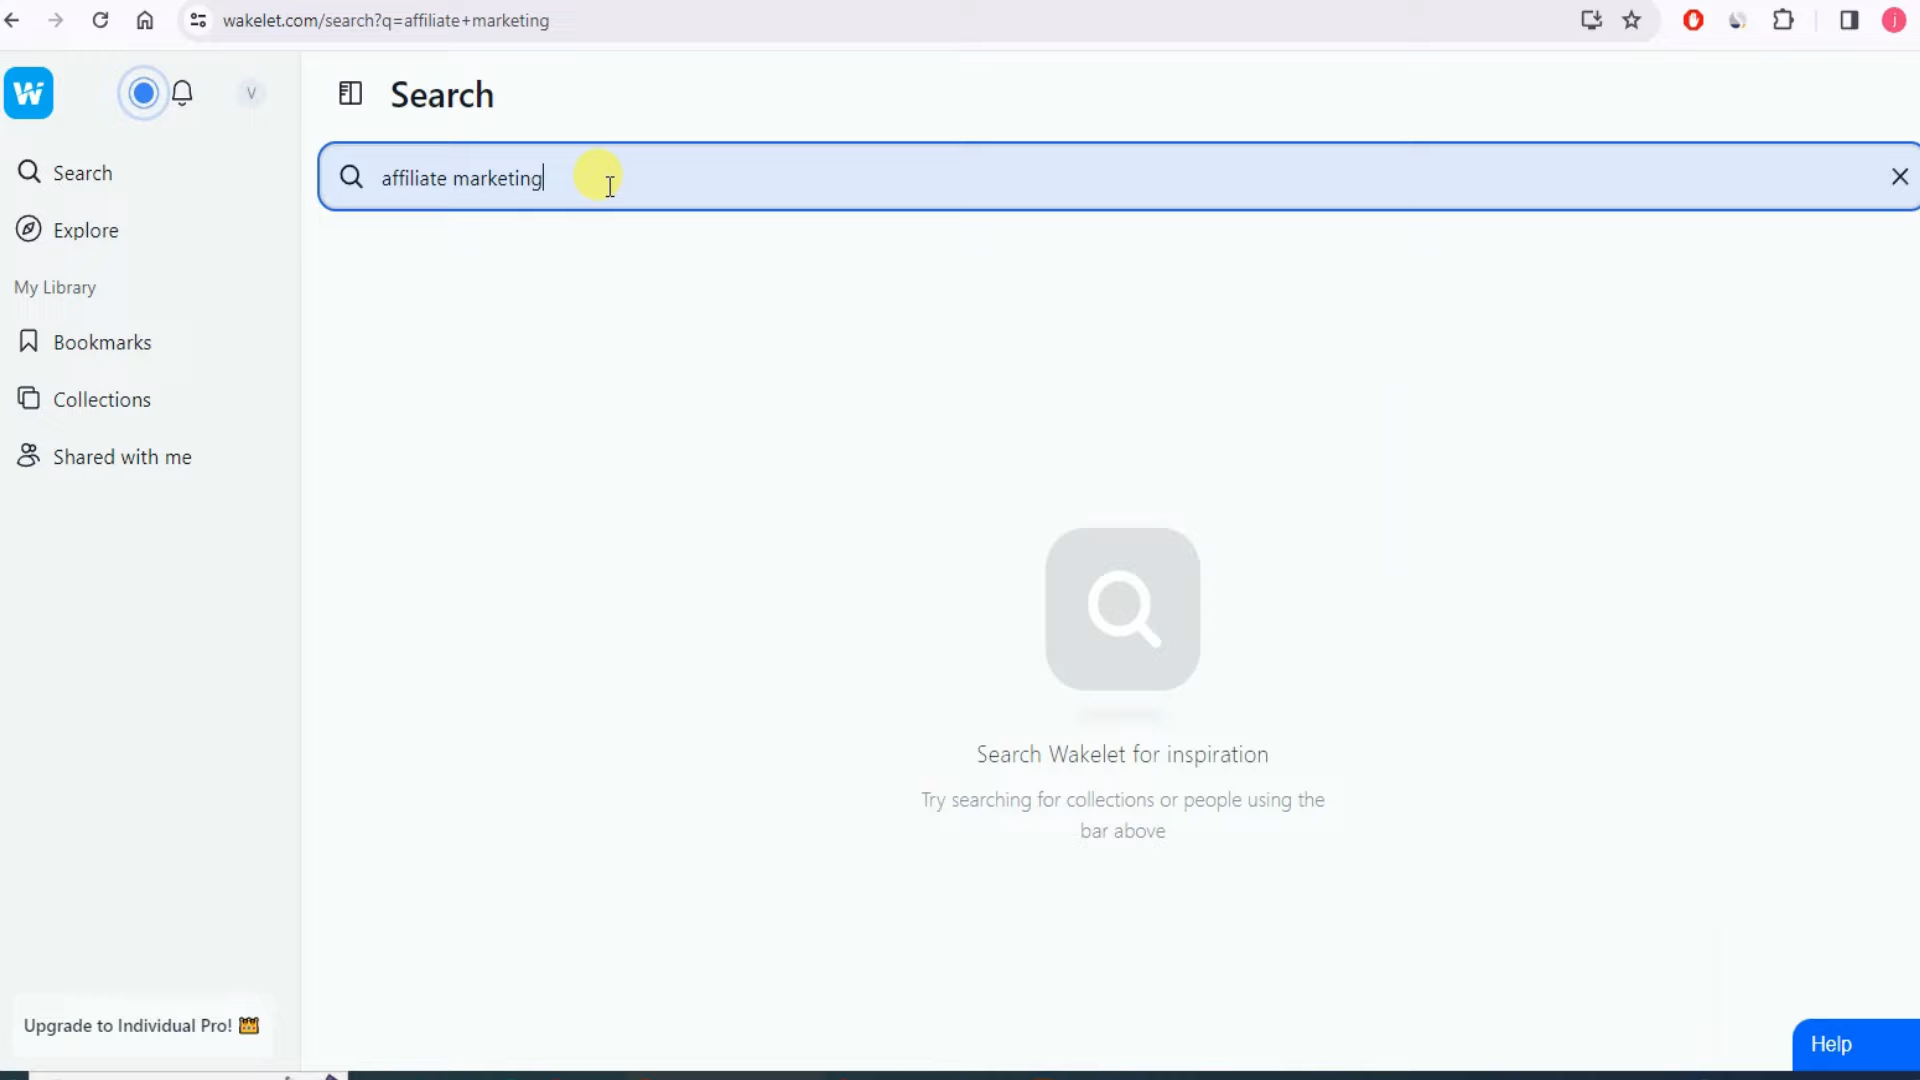 wakelet.com/search?q=affiliate+marketing
j
W
V
Search
Search
affiliate marketing
Explore
My Library
Bookmarks
Collections
Shared with me
Search Wakelet for inspiration
Try searching for collections or people using the
bar above
Upgrade to Individual Pro!
Help